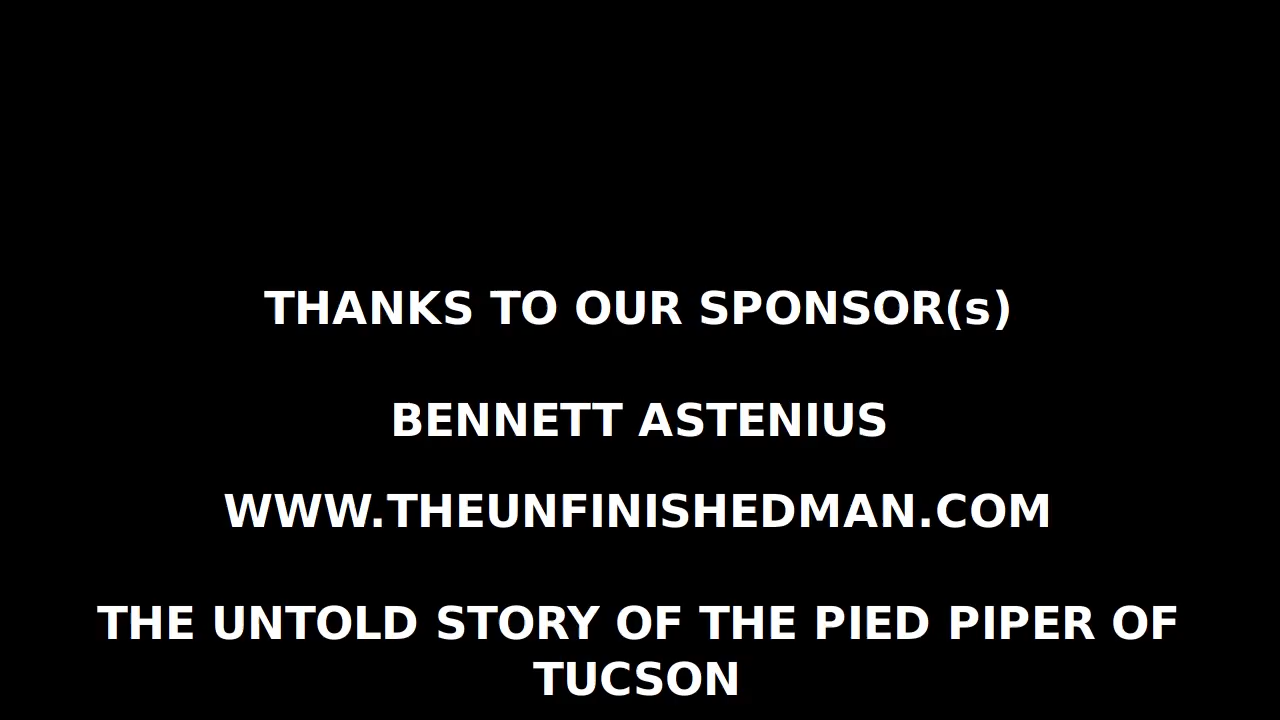 THANKS TO OUR SPONSOR(s)
BENNETT ASTENIUS
WWW.THEUNFINISHEDMAN.COM
THE UNTOLD STORY OF THE PIED PIPER OF
TUCSON